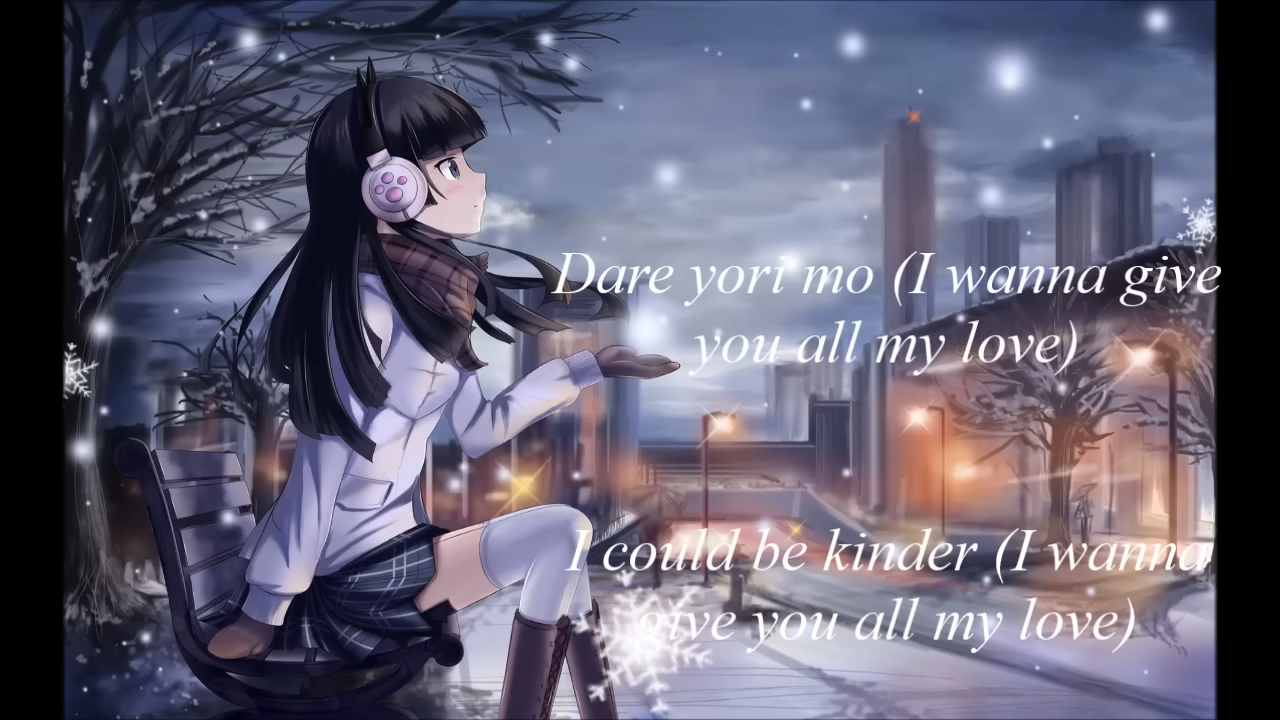 Dare yori mo (I wanna give
you all my love)
I could be kinder (I wanna
give you all my love)